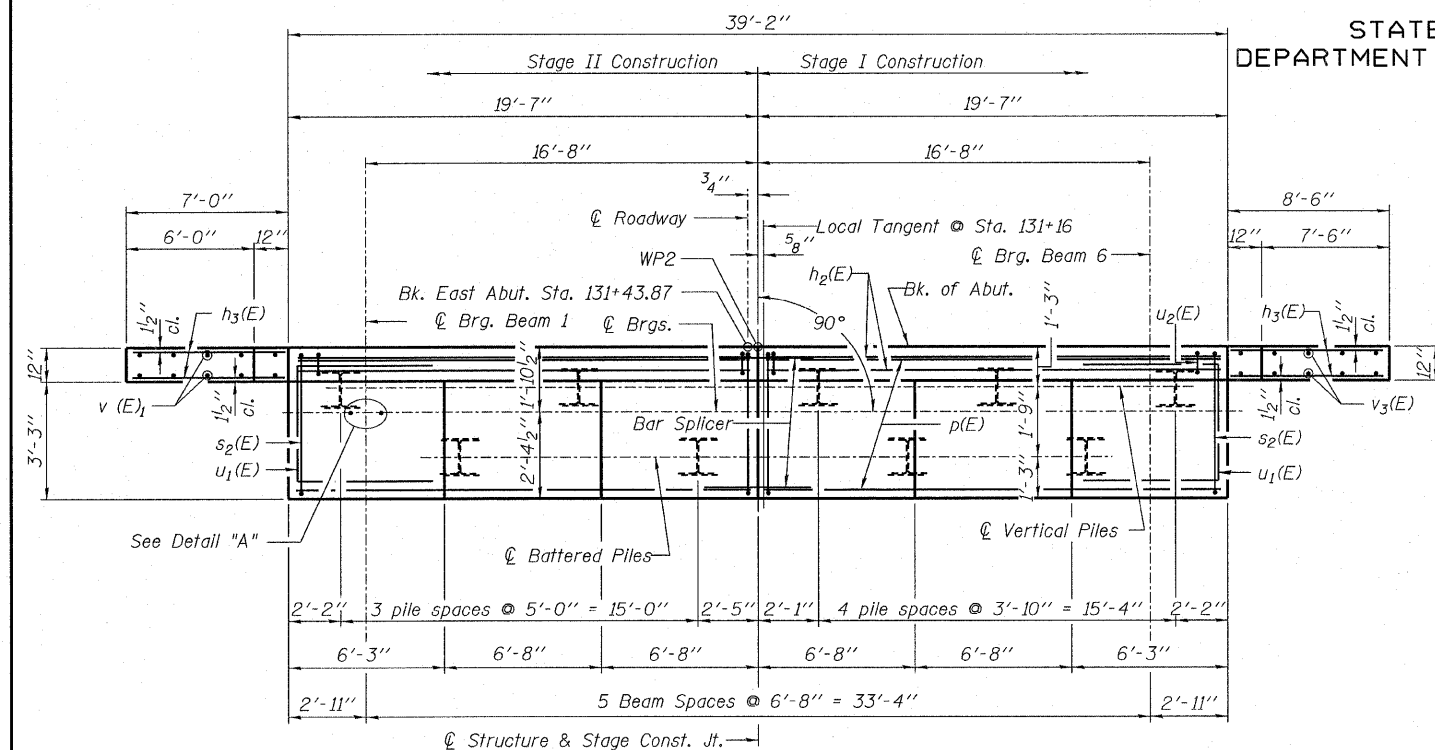 39'-2"
STATE
DEPARTMENT
Stage II Construction
Stage I Construction
19'-7"
19'-7"
16'-8"
16'-8"
3/4"
7'-0"
8'-6"
℄ Roadway
Local Tangent @ Sta. 131+16
6'-0"
12"
5/8"
12"
7'-6"
WP2
℄ Brg. Beam 6
h2(E)
Bk. East Abut. Sta. 131+43.87
Bk. of Abut.
1 1/2" cl.
h3(E)
℄ Brg. Beam 1
℄ Brgs.
90°
1'-3"
u2(E)
h3(E)
1 1/2" cl.
12"
1'-10 1/2"
12"
v (E)1
1 1/2" cl.
1 1/2" cl.
v3(E)
Bar Splicer
p(E)
1'-9"
3'-3"
s2(E)
2'-4 1/2"
s2(E)
u1(E)
1'-3"
u1(E)
See Detail "A"
℄ Battered Piles
℄ Vertical Piles
2'-2"
3 pile spaces @ 5'-0" = 15'-0"
2'-5"
2'-1"
4 pile spaces @ 3'-10" = 15'-4"
2'-2"
6'-3"
6'-8"
6'-8"
6'-8"
6'-8"
6'-3"
2'-11"
5 Beam Spaces @ 6'-8" = 33'-4"
2'-11"
℄ Structure & Stage Const. Jt.